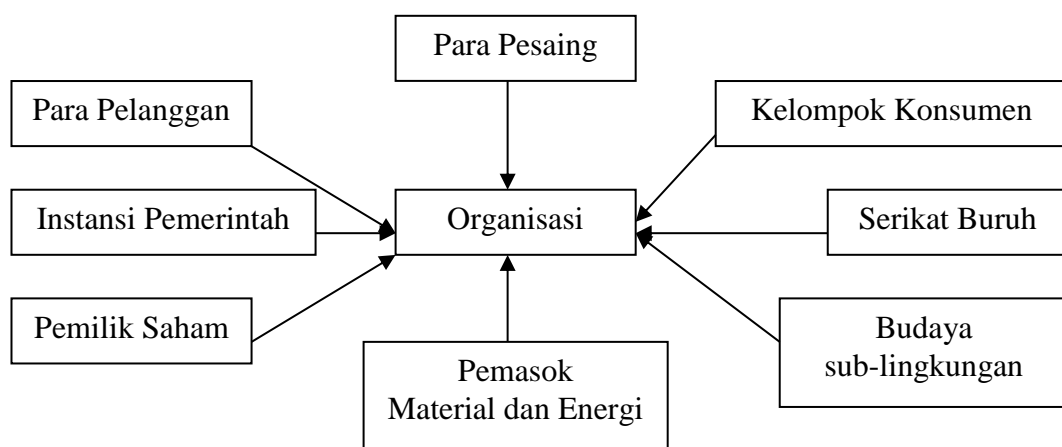 Para Pesaing
Para Pelanggan
Kelompok Konsumen
Instansi Pemerintah
Organisasi
Serikat Buruh
Pemilik Saham
Pemasok
Material dan Energi
Budaya
sub-lingkungan